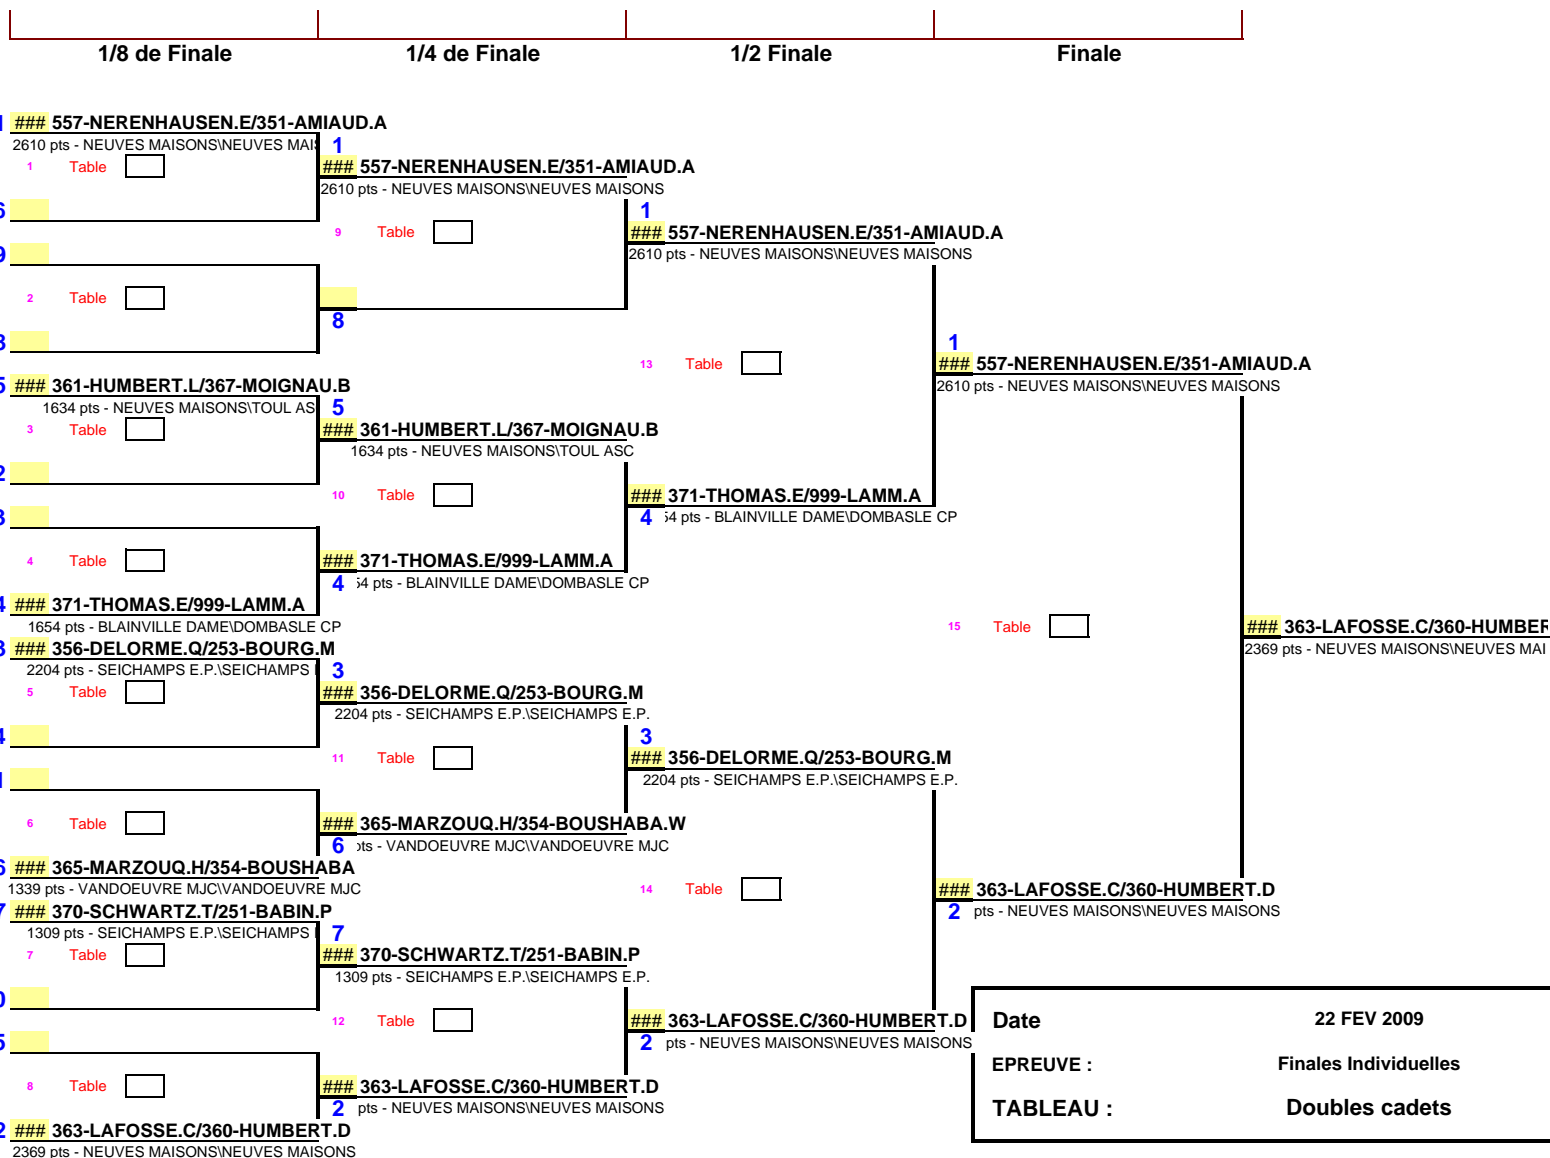 1/8 de Finale 1/4 de Finale 1/2 Finale Finale
### 557-NERENHAUSEN.E/351-AMIAUD.A
2610 pts - NEUVES MAISONS\NEUVES MAIS
1 Table
1
### 557-NERENHAUSEN.E/351-AMIAUD.A
2610 pts - NEUVES MAISONS\NEUVES MAISONS
9 Table
1
### 557-NERENHAUSEN.E/351-AMIAUD.A
2610 pts - NEUVES MAISONS\NEUVES MAISONS
2 Table
8
13 Table
1
### 557-NERENHAUSEN.E/351-AMIAUD.A
2610 pts - NEUVES MAISONS\NEUVES MAISONS
5 ### 361-HUMBERT.L/367-MOIGNAU.B
1634 pts - NEUVES MAISONS\TOUL AS
3 Table
5
### 361-HUMBERT.L/367-MOIGNAU.B
1634 pts - NEUVES MAISONS\TOUL ASC
10 Table
### 371-THOMAS.E/999-LAMM.A
4 54 pts - BLAINVILLE DAME\DOMBASLE CP
4 Table
### 371-THOMAS.E/999-LAMM.A
4 54 pts - BLAINVILLE DAME\DOMBASLE CP
4 ### 371-THOMAS.E/999-LAMM.A
1654 pts - BLAINVILLE DAME\DOMBASLE CP
15 Table
### 363-LAFOSSE.C/360-HUMBER
2369 pts - NEUVES MAISONS\NEUVES MAI
3 ### 356-DELORME.Q/253-BOURG.M
2204 pts - SEICHAMPS E.P.\SEICHAMPS
5 Table
3
### 356-DELORME.Q/253-BOURG.M
2204 pts - SEICHAMPS E.P.\SEICHAMPS E.P.
11 Table
3
### 356-DELORME.Q/253-BOURG.M
2204 pts - SEICHAMPS E.P.\SEICHAMPS E.P.
6 Table
### 365-MARZOUQ.H/354-BOUSHABA.W
6 pts - VANDOEUVRE MJC\VANDOEUVRE MJC
6 ### 365-MARZOUQ.H/354-BOUSHABA
1339 pts - VANDOEUVRE MJC\VANDOEUVRE MJC
14 Table
### 363-LAFOSSE.C/360-HUMBERT.D
2 pts - NEUVES MAISONS\NEUVES MAISONS
7 ### 370-SCHWARTZ.T/251-BABIN.P
1309 pts - SEICHAMPS E.P.\SEICHAMPS
7 Table
7
### 370-SCHWARTZ.T/251-BABIN.P
1309 pts - SEICHAMPS E.P.\SEICHAMPS E.P.
12 Table
### 363-LAFOSSE.C/360-HUMBERT.D
2 pts - NEUVES MAISONS\NEUVES MAISONS
8 Table
### 363-LAFOSSE.C/360-HUMBERT.D
2 pts - NEUVES MAISONS\NEUVES MAISONS
2 ### 363-LAFOSSE.C/360-HUMBERT.D
2369 pts - NEUVES MAISONS\NEUVES MAISONS
Date 22 FEV 2009
EPREUVE : Finales Individuelles
TABLEAU : Doubles cadets